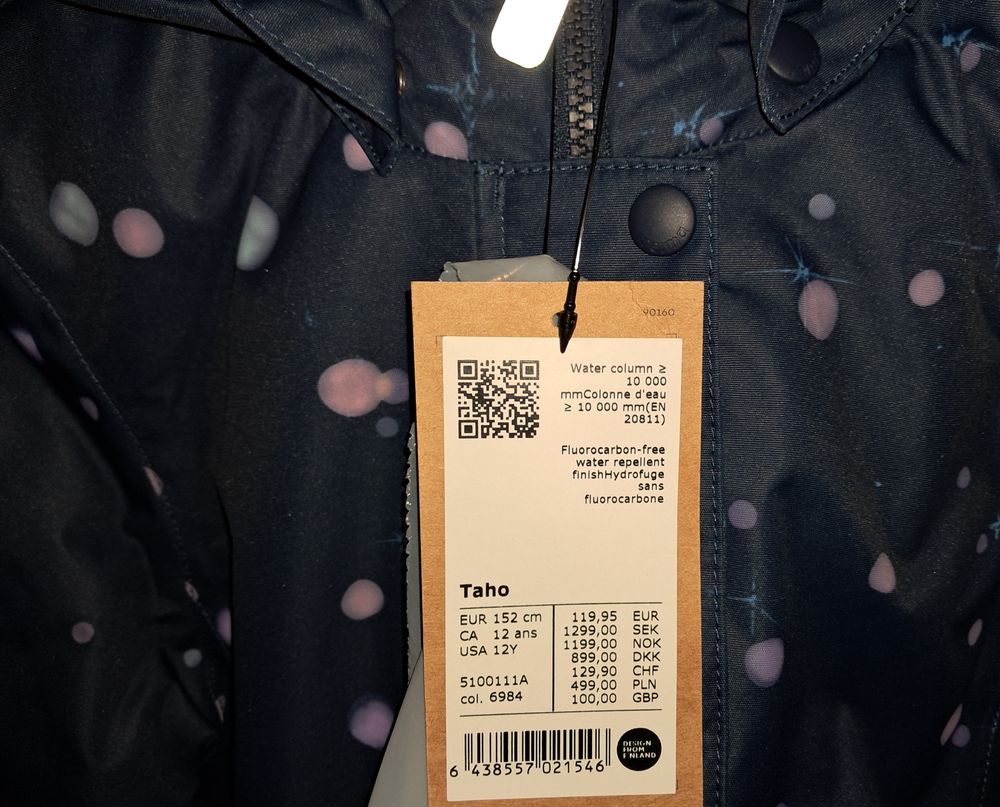 90160
Water column ≥
10 000
mmColonne d'eau
≥ 10 000 mm(EN
20811)
Fluorocarbon-free
water repellent
finishHydrofuge
sans
fluorocarbone
Taho
EUR 152 cm
CA 12 ans
USA 12Y
5100111A
col. 6984
119,95 EUR
1299,00 SEK
1199,00 NOK
899,00 DKK
129,90 CHF
499,00 PLN
100,00 GBP
6 438557 021546
DESIGN
FROM
FINLAND